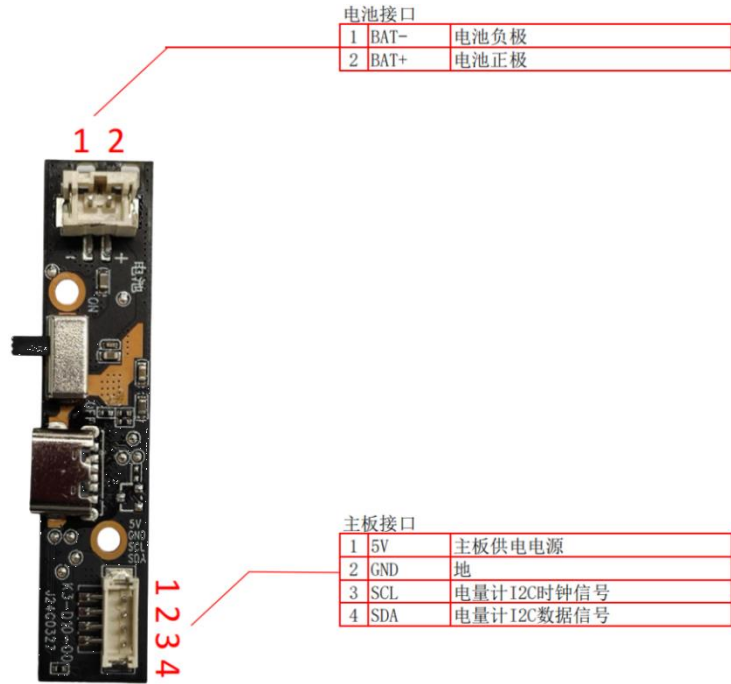 电池接口
1 BAT- 电池负极
2 BAT+ 电池正极
1 2
- +
电池
ON
OFF
5V
GND
SCL
SDA
主板接口
1 5V 主板供电电源
2 GND 地
3 SCL 电量计I2C时钟信号
4 SDA 电量计I2C数据信号
1
2
3
4
J24C0323